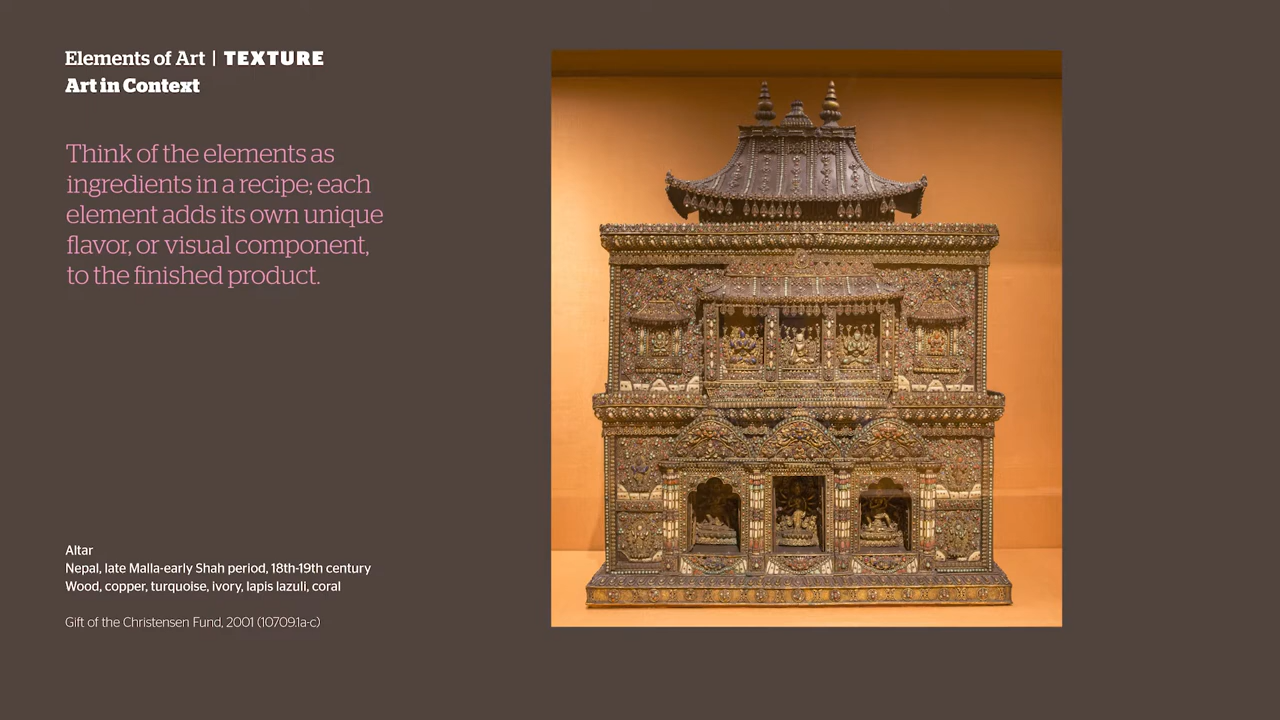 Elements of Art | TEXTURE
Art in Context
Think of the elements as
ingredients in a recipe; each
element adds its own unique
flavor, or visual component,
to the finished product.
Altar
Nepal, late Malla-early Shah period, 18th-19th century
Wood, copper, turquoise, ivory, lapis lazuli, coral
Gift of the Christensen Fund, 2001 (10709.1a-c)